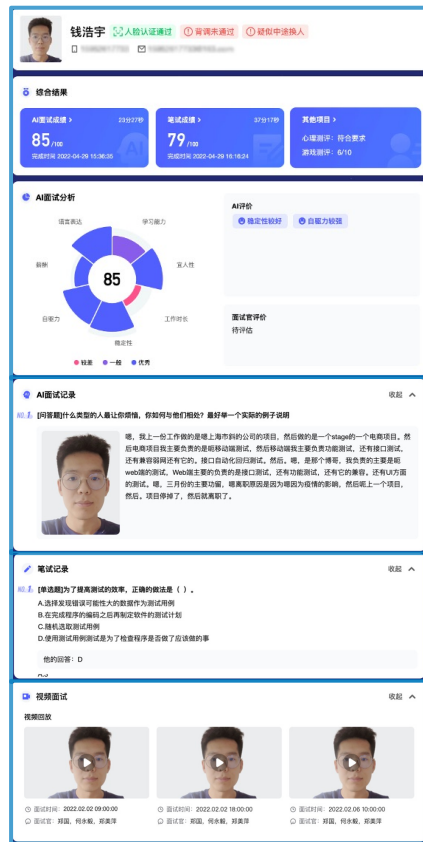 钱浩宇 人脸认证通过 背调未通过 疑似中途换人
综合结果
AI面试成绩 > 23分27秒
85 /100
完成时间 2022-04-29 15:36:35
笔试成绩 > 37分17秒
79 /100
完成时间 2022-04-29 16:16:24
其他项目 >
心理测评：符合要求
游戏测评：6/10
AI面试分析
语言表达
学习能力
薪酬
宜人性
85
自驱力
工作时长
稳定性
较差 一般 优秀
AI评价
稳定性较好 自驱力较强
面试官评价
待评估
AI面试记录 收起
NO.1. [问答题]什么类型的人最让你烦恼，你如何与他们相处？最好举一个实际的例子说明
嗯，我上一份工作做的是嗯上海市斜的公司的项目，然后做的是一个stage的一个电商项目。然
后电商项目我主要负责的是昵移动端测试，然后移动端我主要负责功能测试，还有接口测试，
还有兼容弱网还有它的。接口自动化回归测试。然后。嗯，是那个博哥，我负责的主要是呃
web端的测试，Web端主要的负责的是接口测试，还有功能测试，还有它的兼容。还有UI方面
的测试。嗯，三月份的主要功留，嗯离职原因是因为嗯因为疫情的影响，然后呃上一个项目，
然后。项目停掉了，然后就离职了。
笔试记录 收起
NO.1. [单选题]为了提高测试的效率，正确的做法是（ ）。
A.选择发现错误可能性大的数据作为测试用例
B.在完成程序的编码之后再制定软件的测试计划
C.随机选取测试用例
D.使用测试用例测试是为了检查程序是否做了应该做的事
他的回答：D
视频面试 收起
视频回放
面试时间：2022.02.02 09:00:00
面试官：郑国、何永毅、郑美萍
面试时间：2022.02.02 18:00:00
面试官：郑国、何永毅、郑美萍
面试时间：2022.02.06 10:00:00
面试官：郑国、何永毅、郑美萍